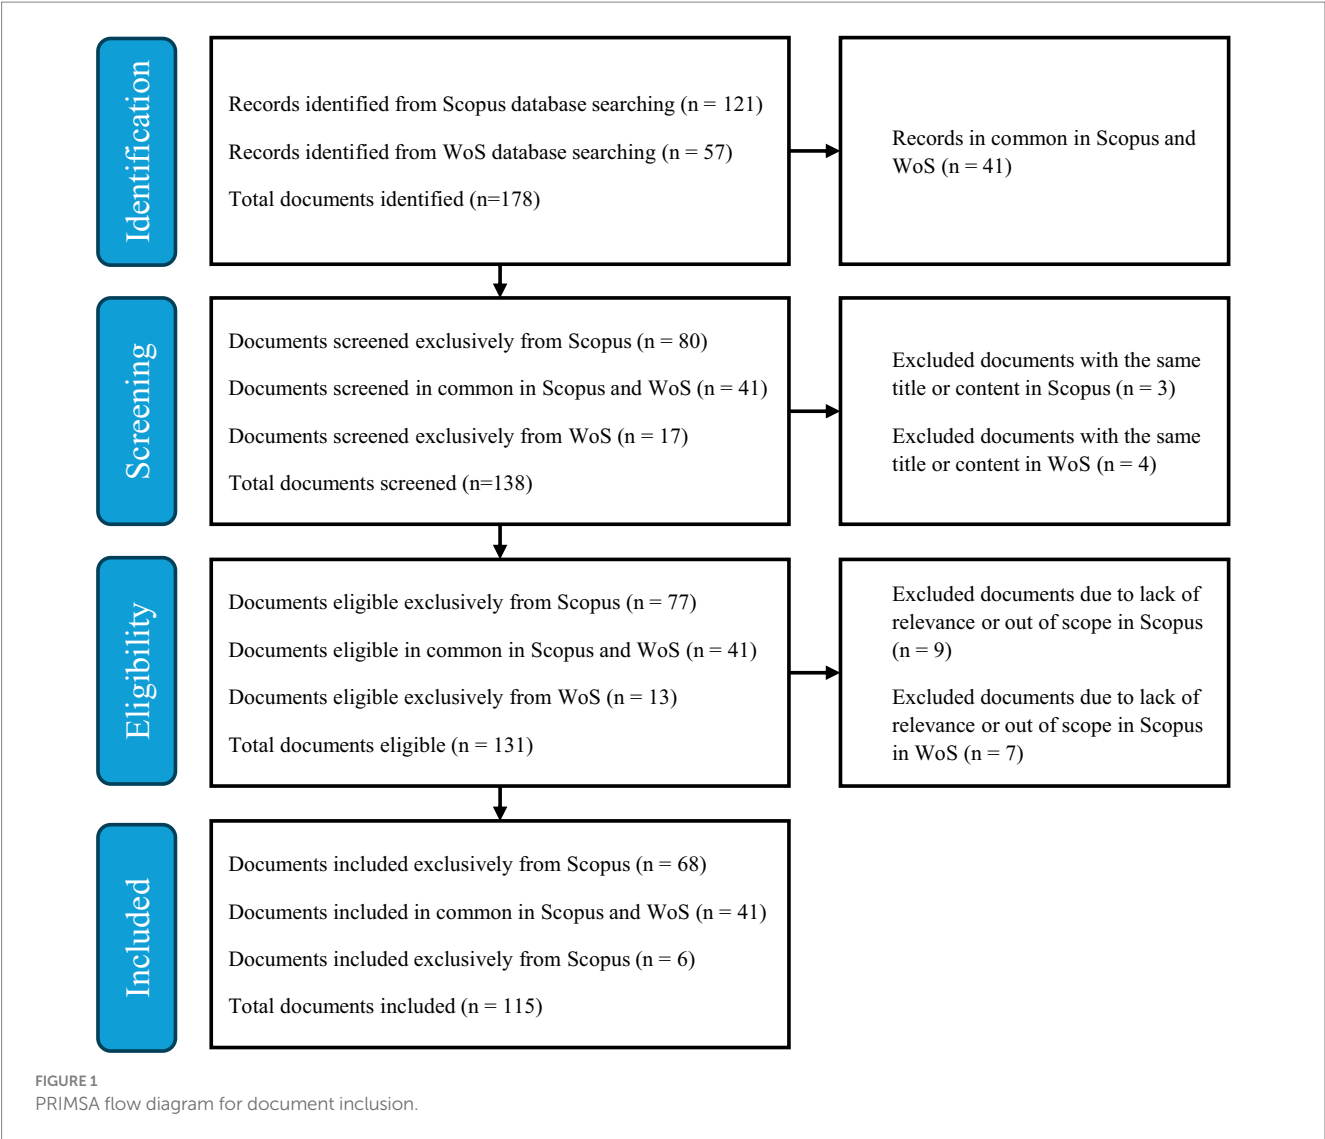 Identification
Records identified from Scopus database searching (n = 121)
Records identified from WoS database searching (n = 57)
Total documents identified (n=178)
Records in common in Scopus and
WoS (n = 41)
Screening
Documents screened exclusively from Scopus (n = 80)
Documents screened in common in Scopus and WoS (n = 41)
Documents screened exclusively from WoS (n = 17)
Total documents screened (n=138)
Excluded documents with the same
title or content in Scopus (n = 3)
Excluded documents with the same
title or content in WoS (n = 4)
Eligibility
Documents eligible exclusively from Scopus (n = 77)
Documents eligible in common in Scopus and WoS (n = 41)
Documents eligible exclusively from WoS (n = 13)
Total documents eligible (n = 131)
Excluded documents due to lack of
relevance or out of scope in Scopus
(n = 9)
Excluded documents due to lack of
relevance or out of scope in Scopus
in WoS (n = 7)
Included
Documents included exclusively from Scopus (n = 68)
Documents included in common in Scopus and WoS (n = 41)
Documents included exclusively from Scopus (n = 6)
Total documents included (n = 115)
FIGURE 1
PRIMSA flow diagram for document inclusion.